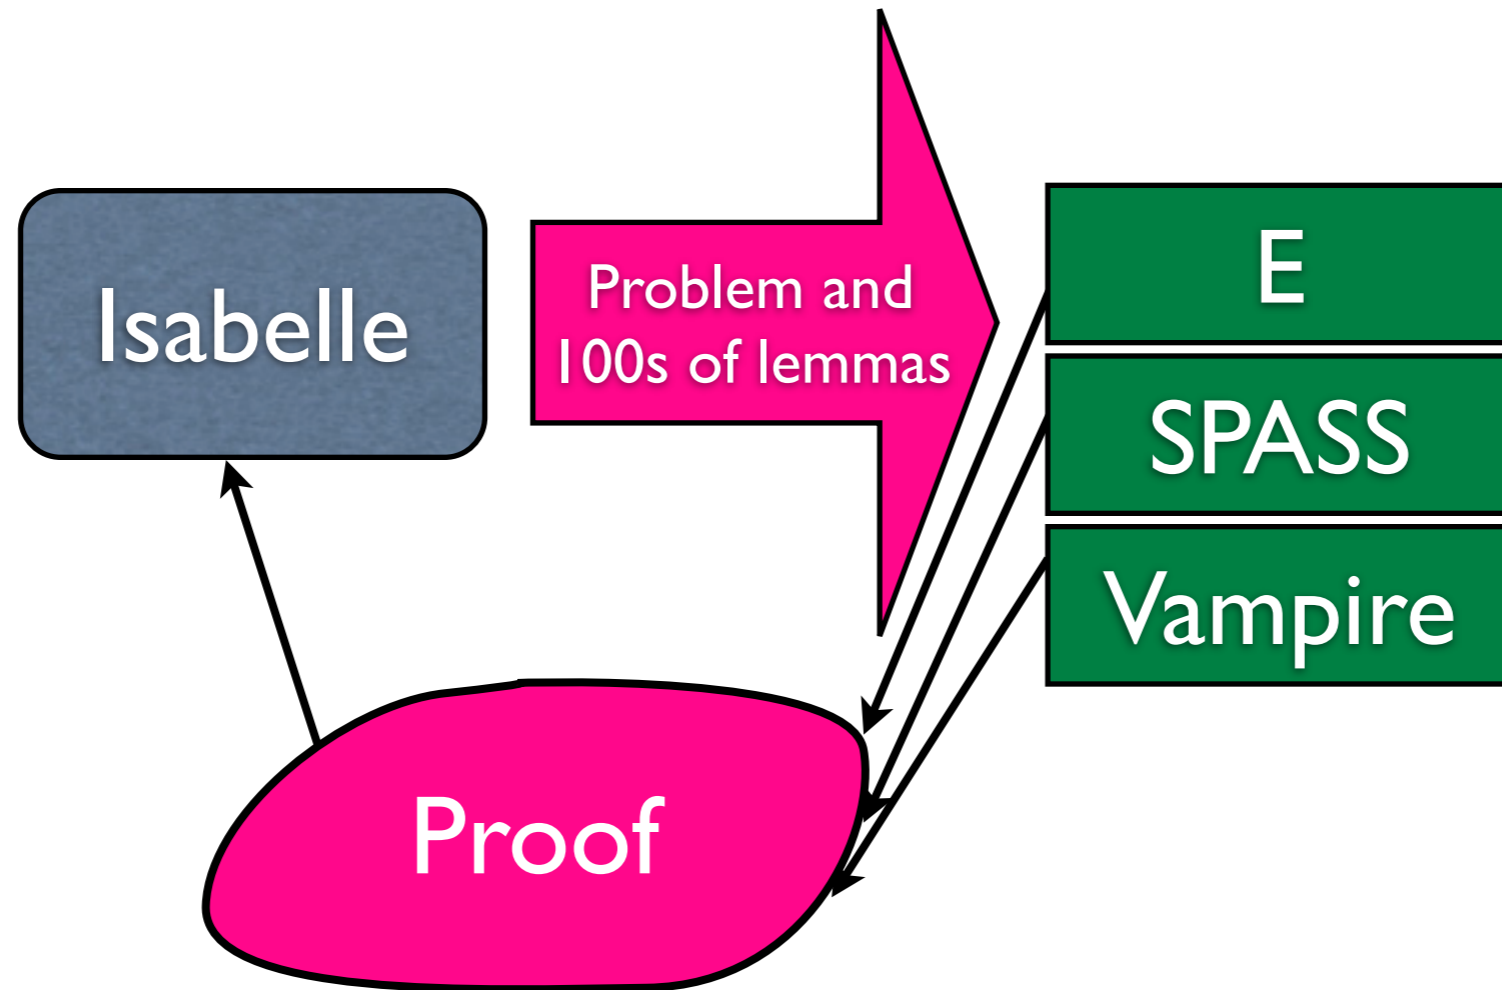 Isabelle
Problem and
100s of lemmas
E
SPASS
Vampire
Proof